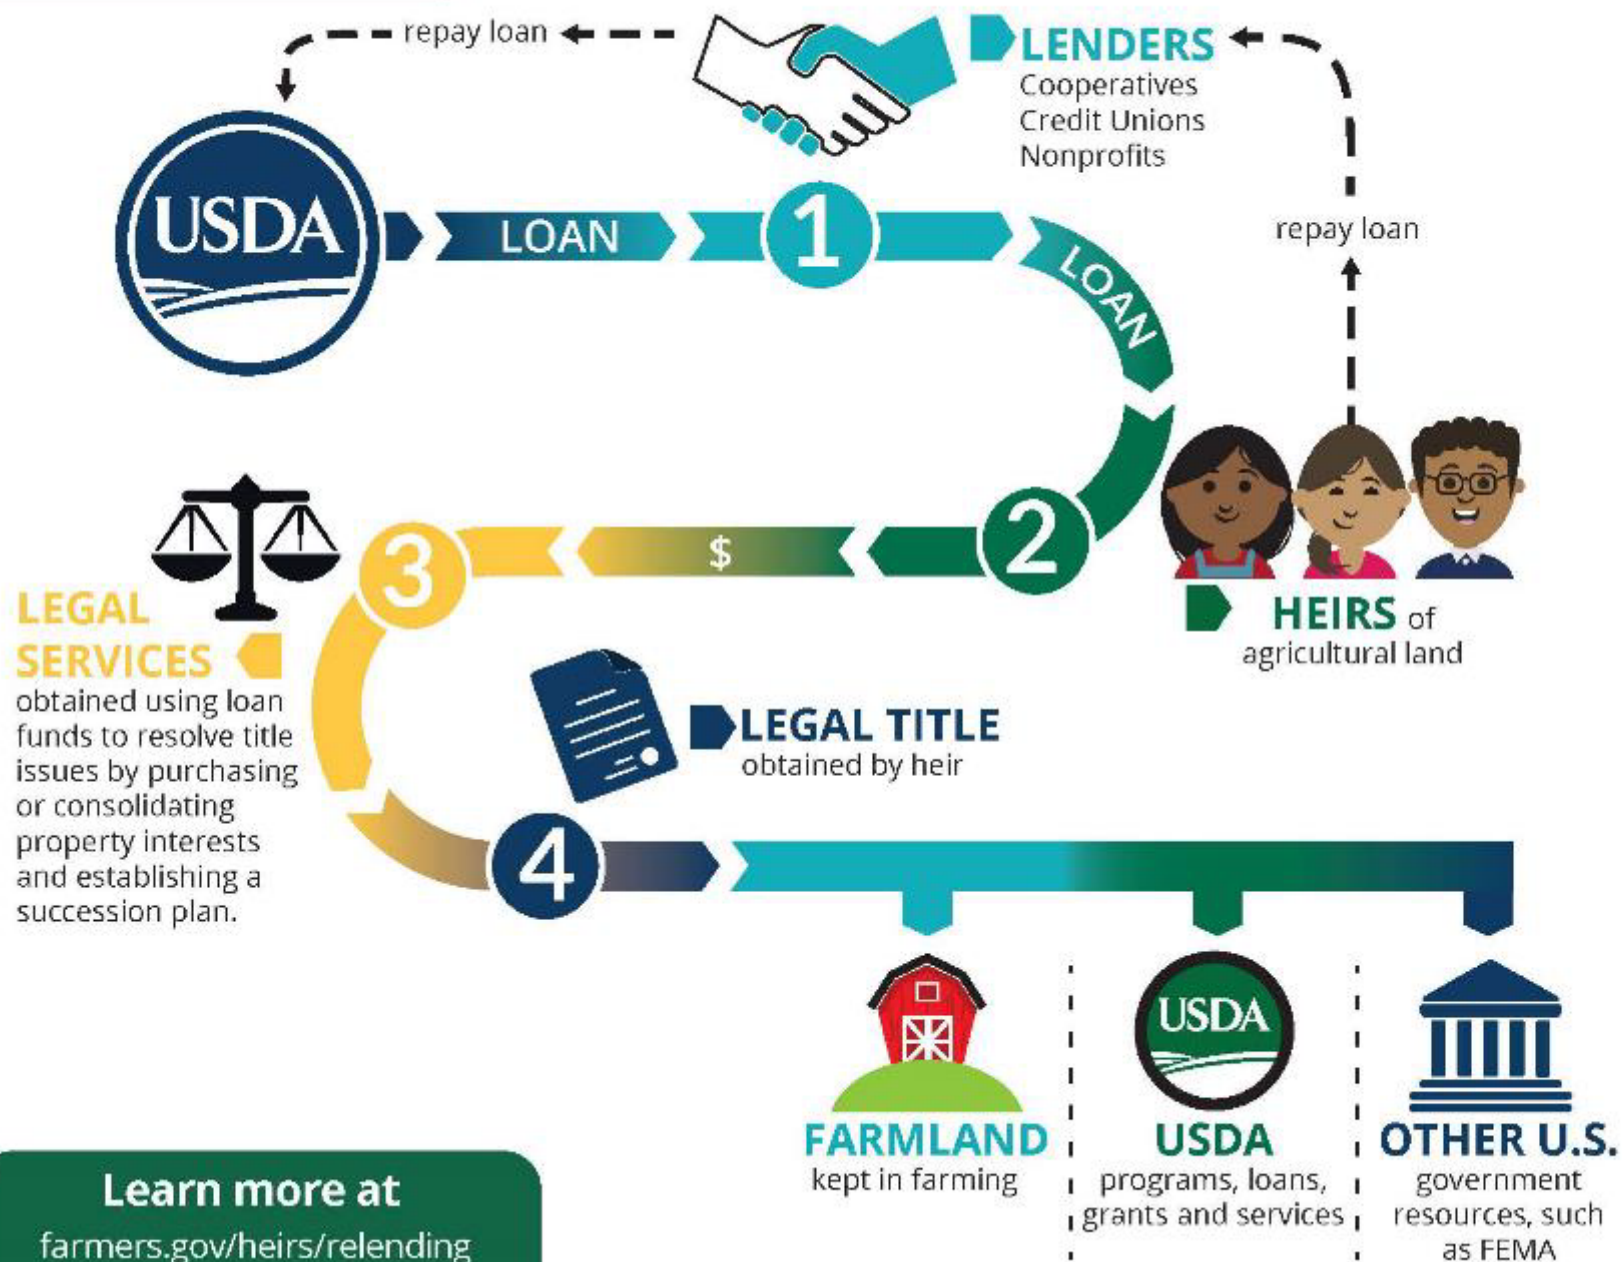 repay loan
LENDERS
Cooperatives
Credit Unions
Nonprofits
USDA
LOAN
1
LOAN
repay loan
2
HEIRS of
agricultural land
$
3
LEGAL
SERVICES
obtained using loan
funds to resolve title
issues by purchasing
or consolidating
property interests
and establishing a
succession plan.
LEGAL TITLE
obtained by heir
4
FARMLAND
kept in farming
USDA
USDA
programs, loans,
grants and services
OTHER U.S.
government
resources, such
as FEMA
Learn more at
farmers.gov/heirs/relending